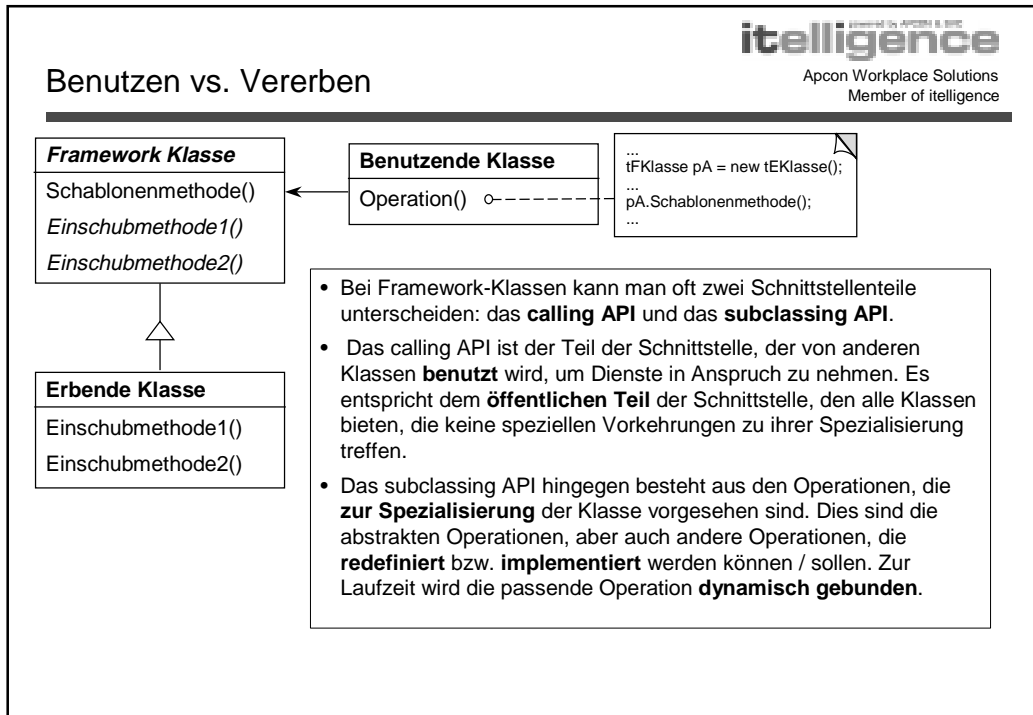 itelligence
Benutzen vs. Vererben
Apcon Workplace Solutions
Member of itelligence
Framework Klasse
Schablonenmethode()
Einschubmethode1()
Einschubmethode2()
Benutzende Klasse
Operation()
...
tFKlasse pA = new tEKlasse();
...
pA.Schablonenmethode();
...
Erbende Klasse
Einschubmethode1()
Einschubmethode2()
• Bei Framework-Klassen kann man oft zwei Schnittstellenteile
unterscheiden: das calling API und das subclassing API.
• Das calling API ist der Teil der Schnittstelle, der von anderen
Klassen benutzt wird, um Dienste in Anspruch zu nehmen. Es
entspricht dem öffentlichen Teil der Schnittstelle, den alle Klassen
bieten, die keine speziellen Vorkehrungen zu ihrer Spezialisierung
treffen.
• Das subclassing API hingegen besteht aus den Operationen, die
zur Spezialisierung der Klasse vorgesehen sind. Dies sind die
abstrakten Operationen, aber auch andere Operationen, die
redefiniert bzw. implementiert werden können / sollen. Zur
Laufzeit wird die passende Operation dynamisch gebunden.